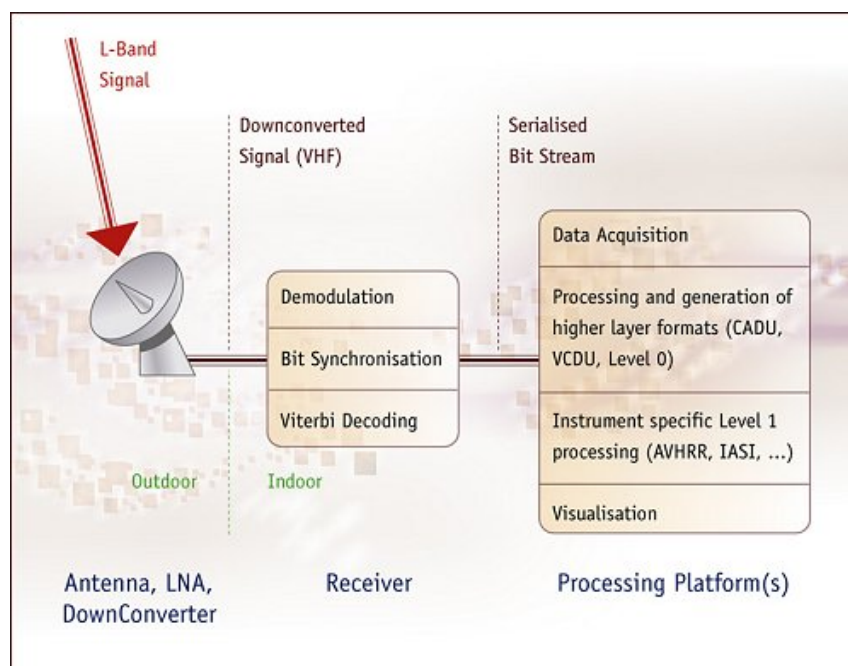 L-Band
Signal
Downconverted
Signal (VHF)
Serialised
Bit Stream
Demodulation
Bit Synchronisation
Viterbi Decoding
Data Acquisition
Processing and generation of
higher layer formats (CADU,
VCDU, Level 0)
Instrument specific Level 1
processing (AVHRR, IASI, ...)
Visualisation
Outdoor
Indoor
Antenna, LNA,
DownConverter
Receiver
Processing Platform(s)